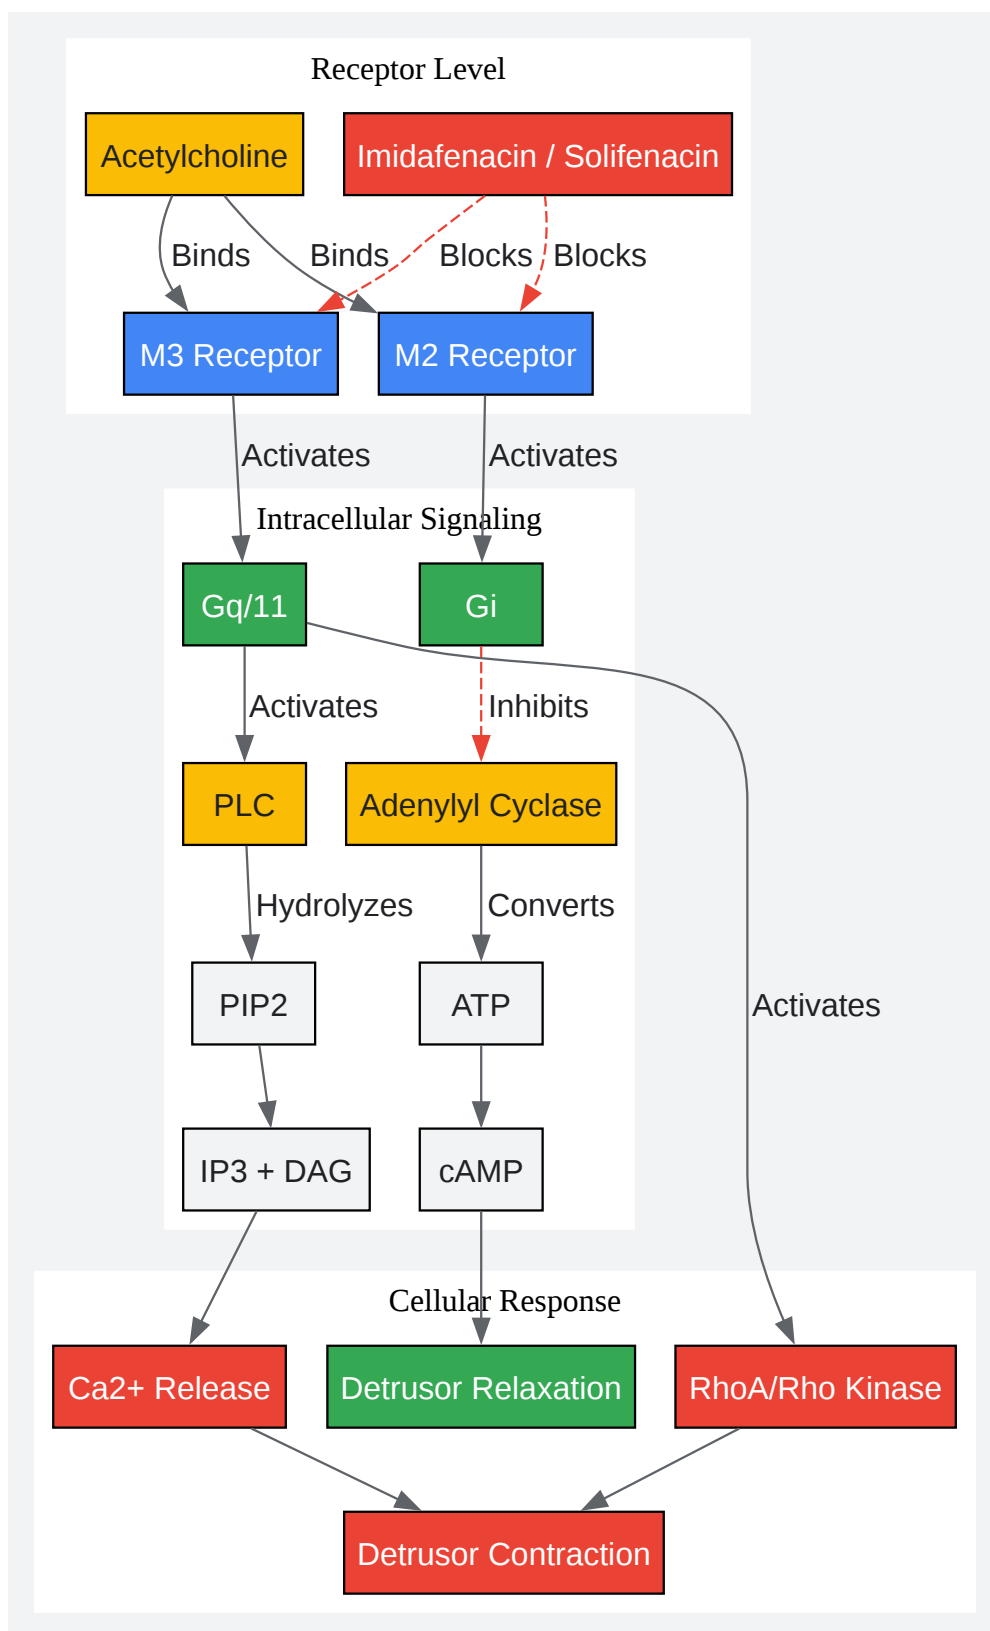 Receptor Level
Acetylcholine
Imidafenacin / Solifenacin
Binds
Binds
Blocks
Blocks
M3 Receptor
M2 Receptor
Activates
Activates
Intracellular Signaling
Gq/11
Gi
Activates
Inhibits
PLC
Adenylyl Cyclase
Hydrolyzes
Converts
PIP2
ATP
Activates
IP3 + DAG
cAMP
Cellular Response
Ca2+ Release
Detrusor Relaxation
RhoA/Rho Kinase
Detrusor Contraction